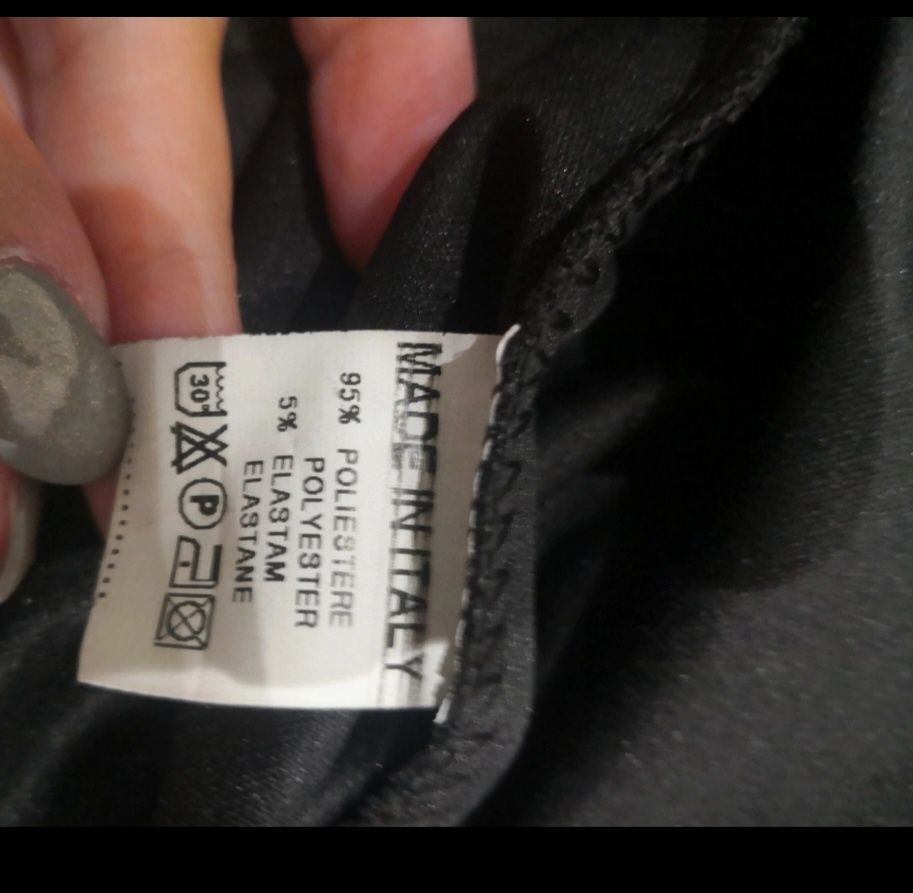 MADE IN ITALY
95% POLIESTERE
POLYESTER
5% ELASTAM
ELASTANE
30°
P